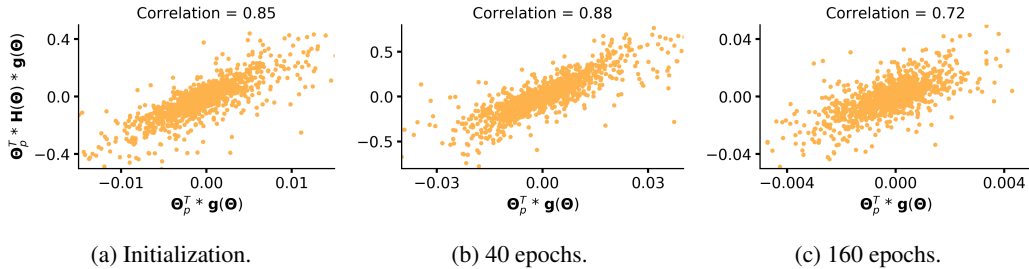 Correlation = 0.85
0.4
0.0
−0.4
−0.01
0.00
0.01
Θ_p^T * H(Θ) * g(Θ)
Θ_p^T * g(Θ)
(a) Initialization.
Correlation = 0.88
0.5
0.0
−0.5
−0.03
0.00
0.03
Θ_p^T * g(Θ)
(b) 40 epochs.
Correlation = 0.72
0.04
0.00
−0.04
−0.004
0.000
0.004
Θ_p^T * g(Θ)
(c) 160 epochs.